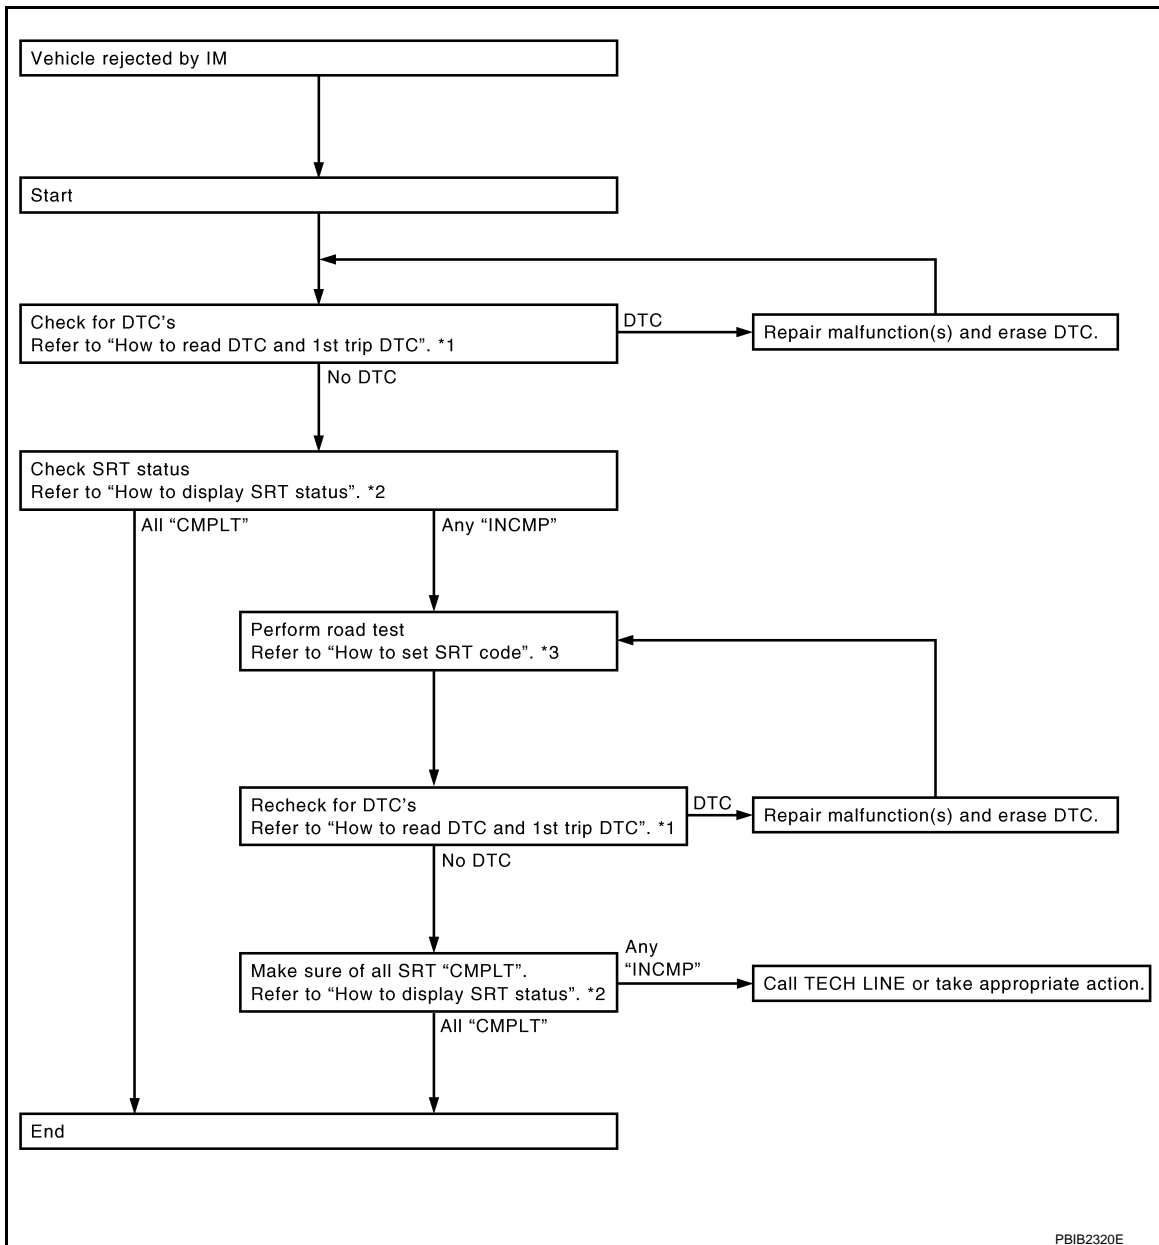 Vehicle rejected by IM
Start
Check for DTC's
Refer to “How to read DTC and 1st trip DTC”. *1
DTC
Repair malfunction(s) and erase DTC.
No DTC
Check SRT status
Refer to “How to display SRT status”. *2
All “CMPLT”
Any “INCMP”
Perform road test
Refer to “How to set SRT code”. *3
Recheck for DTC's
Refer to “How to read DTC and 1st trip DTC”. *1
DTC
Repair malfunction(s) and erase DTC.
No DTC
Make sure of all SRT “CMPLT”.
Refer to “How to display SRT status”. *2
Any
“INCMP”
Call TECH LINE or take appropriate action.
All “CMPLT”
End
PBIB2320E